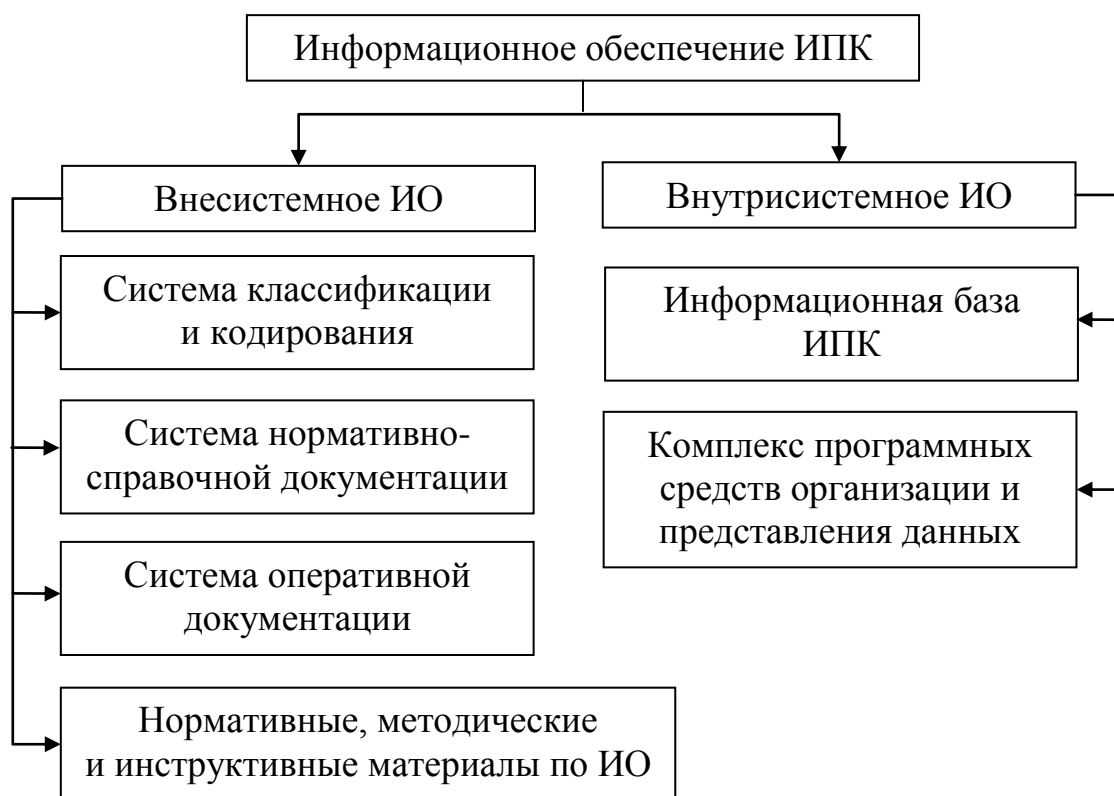 Информационное обеспечение ИПК
Внесистемное ИО
Система классификации
и кодирования
Система нормативно-
справочной документации
Система оперативной
документации
Нормативные, методические
и инструктивные материалы по ИО
Внутрисистемное ИО
Информационная база
ИПК
Комплекс программных
средств организации и
представления данных